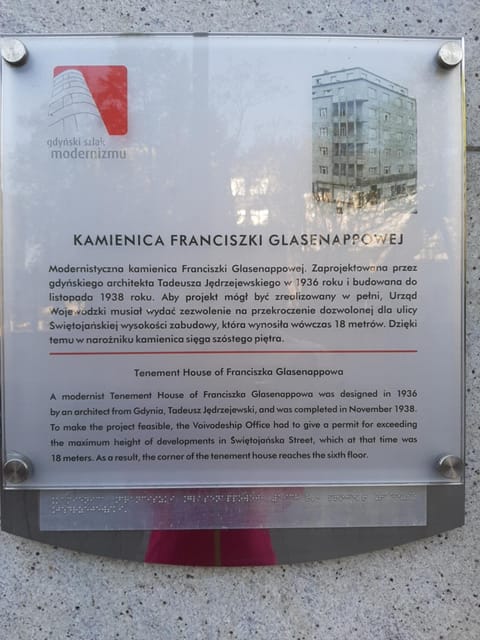 gdyński szlak
modernizmu
KAMIENICA FRANCISZKI GLASENAPPOWEJ
Modernistyczna kamienica Franciszki Glasenappowej. Zaprojektowana przez
gdyńskiego architekta Tadeusza Jędrzejewskiego w 1936 roku i budowana do
listopada 1938 roku. Aby projekt mógł być zrealizowany w pełni, Urząd
Wojewódzki musiał wydać zezwolenie na przekroczenie dozwolonej dla ulicy
Świętojańskiej wysokości zabudowy, która wynosiła wówczas 18 metrów. Dzięki
temu w narożniku kamienica sięga szóstego piętra.
Tenement House of Franciszka Glasenappowa
A modernist Tenement House of Franciszka Glasenappowa was designed in 1936
by an architect from Gdynia, Tadeusz Jędrzejewski, and was completed in November 1938.
To make the project feasible, the Voivodeship Office had to give a permit for exceeding
the maximum height of developments in Świętojańska Street, which at that time was
18 meters. As a result, the corner of the tenement house reaches the sixth floor.